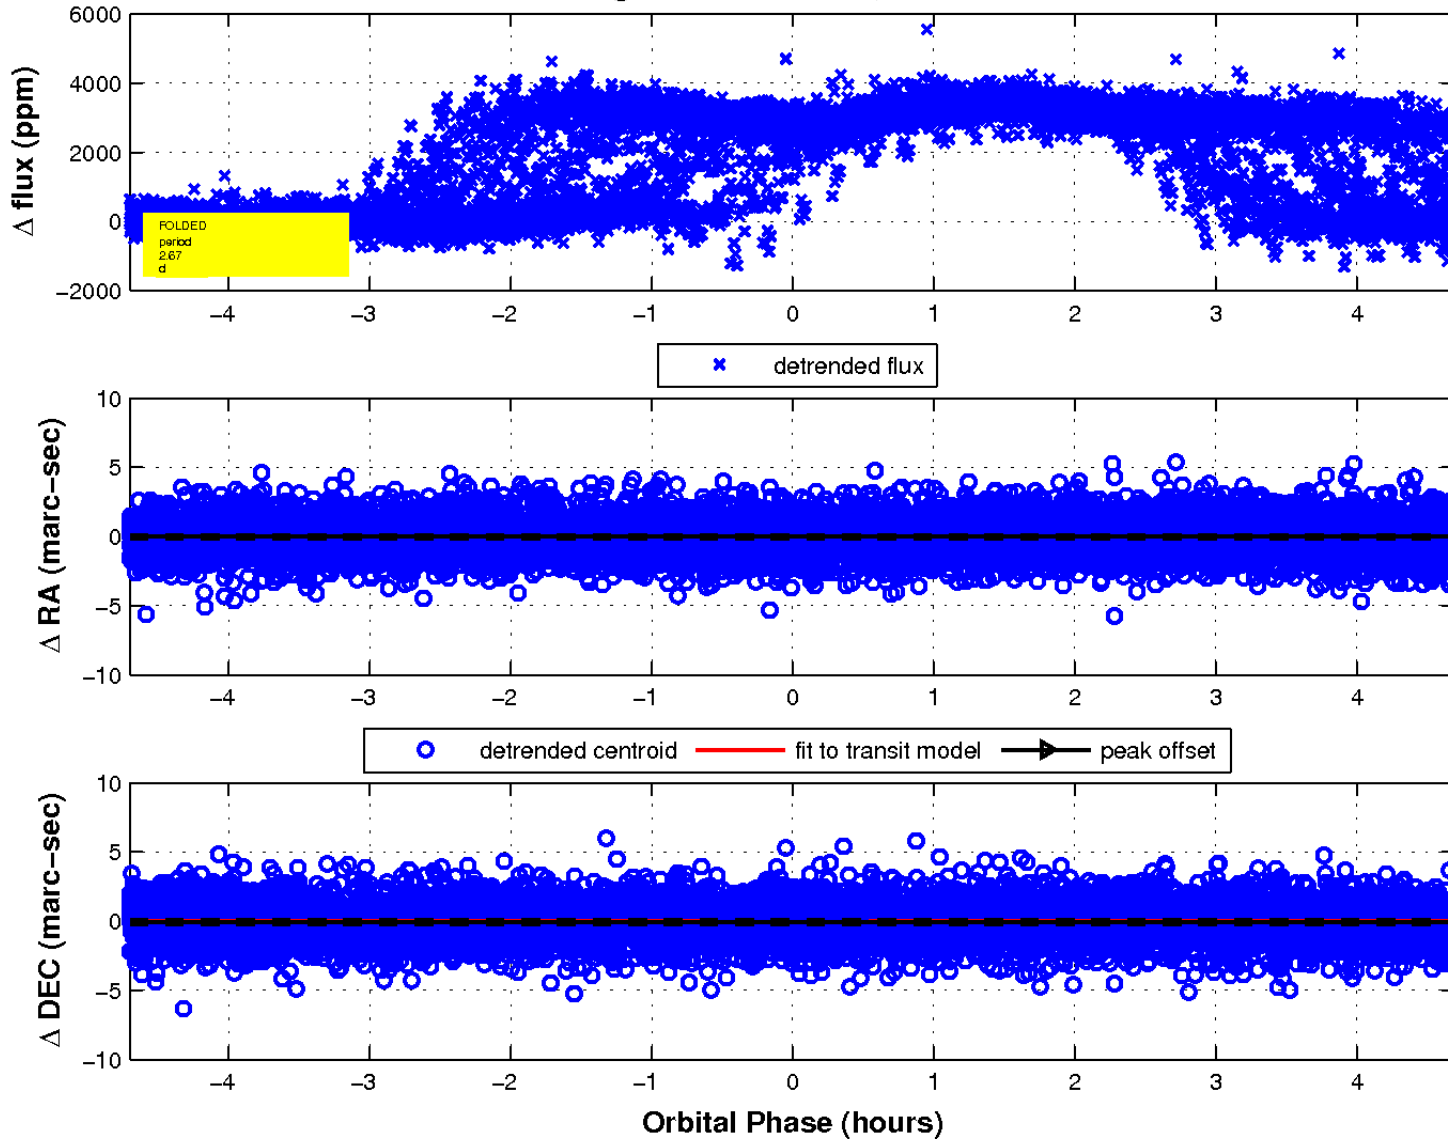 6000
4000
2000
0
−2000
Δ flux (ppm)
FOLDED
period
2.67
d
−4 −3 −2 −1 0 1 2 3 4
detrended flux
10
5
0
−5
−10
Δ RA (marc−sec)
−4 −3 −2 −1 0 1 2 3 4
detrended centroid fit to transit model peak offset
10
5
0
−5
−10
Δ DEC (marc−sec)
−4 −3 −2 −1 0 1 2 3 4
Orbital Phase (hours)